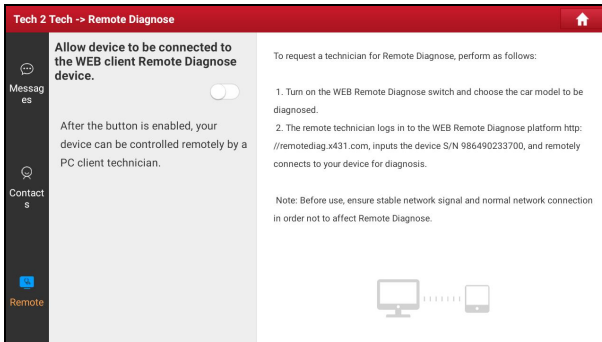 Tech 2 Tech -> Remote Diagnose
Messag
es
Contact
s
Remote
Allow device to be connected to
the WEB client Remote Diagnose
device.
After the button is enabled, your
device can be controlled remotely by a
PC client technician.
To request a technician for Remote Diagnose, perform as follows:
1. Turn on the WEB Remote Diagnose switch and choose the car model to be
diagnosed.
2. The remote technician logs in to the WEB Remote Diagnose platform http:
//remotediag.x431.com, inputs the device S/N 986490233700, and remotely
connects to your device for diagnosis.
Note: Before use, ensure stable network signal and normal network connection
in order not to affect Remote Diagnose.